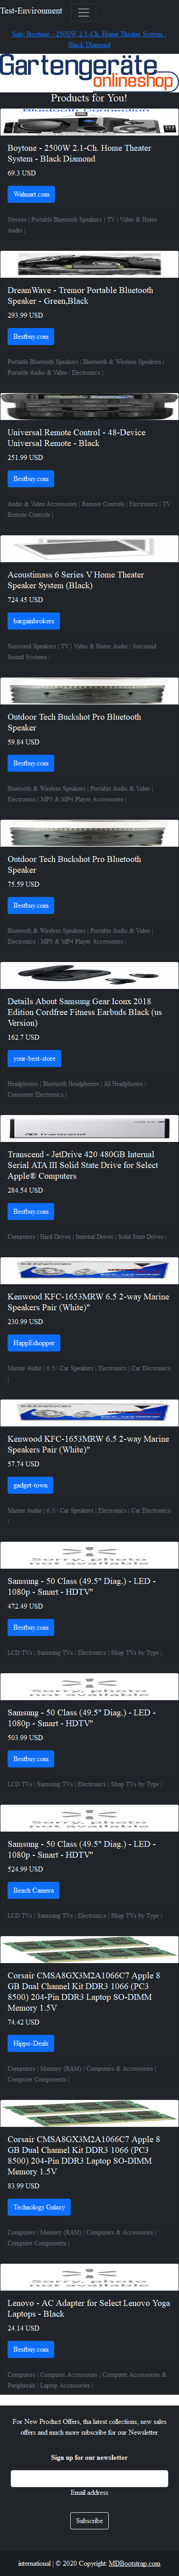 Test-Environment
Sale: Boytone - 2500W 2.1-Ch. Home Theater System -
Black Diamond
Gartengeräte
onlineshop
Products for You!
Boytone - 2500W 2.1-Ch. Home Theater
System - Black Diamond
69.3 USD
Walmart.com
Stereos | Portable Bluetooth Speakers | TV | Video & Home
Audio |
DreamWave - Tremor Portable Bluetooth
Speaker - Green,Black
293.99 USD
Bestbuy.com
Portable Bluetooth Speakers | Bluetooth & Wireless Speakers |
Portable Audio & Video | Electronics |
Universal Remote Control - 48-Device
Universal Remote - Black
251.99 USD
Bestbuy.com
Audio & Video Accessories | Remote Controls | Electronics | TV
Remote Controls |
Acoustimass 6 Series V Home Theater
Speaker System (Black)
724.45 USD
bargainbrokers
Surround Speakers | TV | Video & Home Audio | Surround
Sound Systems |
Outdoor Tech Buckshot Pro Bluetooth
Speaker
59.84 USD
Bestbuy.com
Bluetooth & Wireless Speakers | Portable Audio & Video |
Electronics | MP3 & MP4 Player Accessories |
Outdoor Tech Buckshot Pro Bluetooth
Speaker
75.59 USD
Bestbuy.com
Bluetooth & Wireless Speakers | Portable Audio & Video |
Electronics | MP3 & MP4 Player Accessories |
Details About Samsung Gear Iconx 2018
Edition Cordfree Fitness Earbuds Black (us
Version)
162.7 USD
your-best-store
Headphones | Bluetooth Headphones | All Headphones |
Consumer Electronics |
Transcend
Transcend - JetDrive 420 480GB Internal
Serial ATA III Solid State Drive for Select
Apple® Computers
284.54 USD
Bestbuy.com
Computers | Hard Drives | Internal Drives | Solid State Drives |
Kenwood KFC-1653MRW 6.5 2-way Marine
Speakers Pair (White)"
230.99 USD
HappEshopper
Marine Audio | 6.5\ Car Speakers | Electronics | Car Electronics
|
Kenwood KFC-1653MRW 6.5 2-way Marine
Speakers Pair (White)"
57.74 USD
gadget-town
Marine Audio | 6.5\ Car Speakers | Electronics | Car Electronics
|
Sorry, photo
not available
Samsung - 50 Class (49.5" Diag.) - LED -
1080p - Smart - HDTV"
472.49 USD
Bestbuy.com
LCD TVs | Samsung TVs | Electronics | Shop TVs by Type |
Sorry, photo
not available
Samsung - 50 Class (49.5" Diag.) - LED -
1080p - Smart - HDTV"
503.99 USD
Bestbuy.com
LCD TVs | Samsung TVs | Electronics | Shop TVs by Type |
Sorry, photo
not available
Samsung - 50 Class (49.5" Diag.) - LED -
1080p - Smart - HDTV"
524.99 USD
Beach Camera
LCD TVs | Samsung TVs | Electronics | Shop TVs by Type |
Corsair CMSA8GX3M2A1066C7 Apple 8
GB Dual Channel Kit DDR3 1066 (PC3
8500) 204-Pin DDR3 Laptop SO-DIMM
Memory 1.5V
74.42 USD
Hippo-Deals
Computers | Memory (RAM) | Computers & Accessories |
Computer Components |
Corsair CMSA8GX3M2A1066C7 Apple 8
GB Dual Channel Kit DDR3 1066 (PC3
8500) 204-Pin DDR3 Laptop SO-DIMM
Memory 1.5V
83.99 USD
Technology Galaxy
Computers | Memory (RAM) | Computers & Accessories |
Computer Components |
Sorry, photo
not available
Lenovo - AC Adapter for Select Lenovo Yoga
Laptops - Black
24.14 USD
Bestbuy.com
Computers | Computer Accessories | Computer Accessories &
Peripherals | Laptop Accessories |
For New Product Offers, tha latest collections, new sales
offers and much more subscribe for our Newsletter
Sign up for our newsletter
Email address
Subscribe
international | © 2020 Copyright: MDBootstrap.com